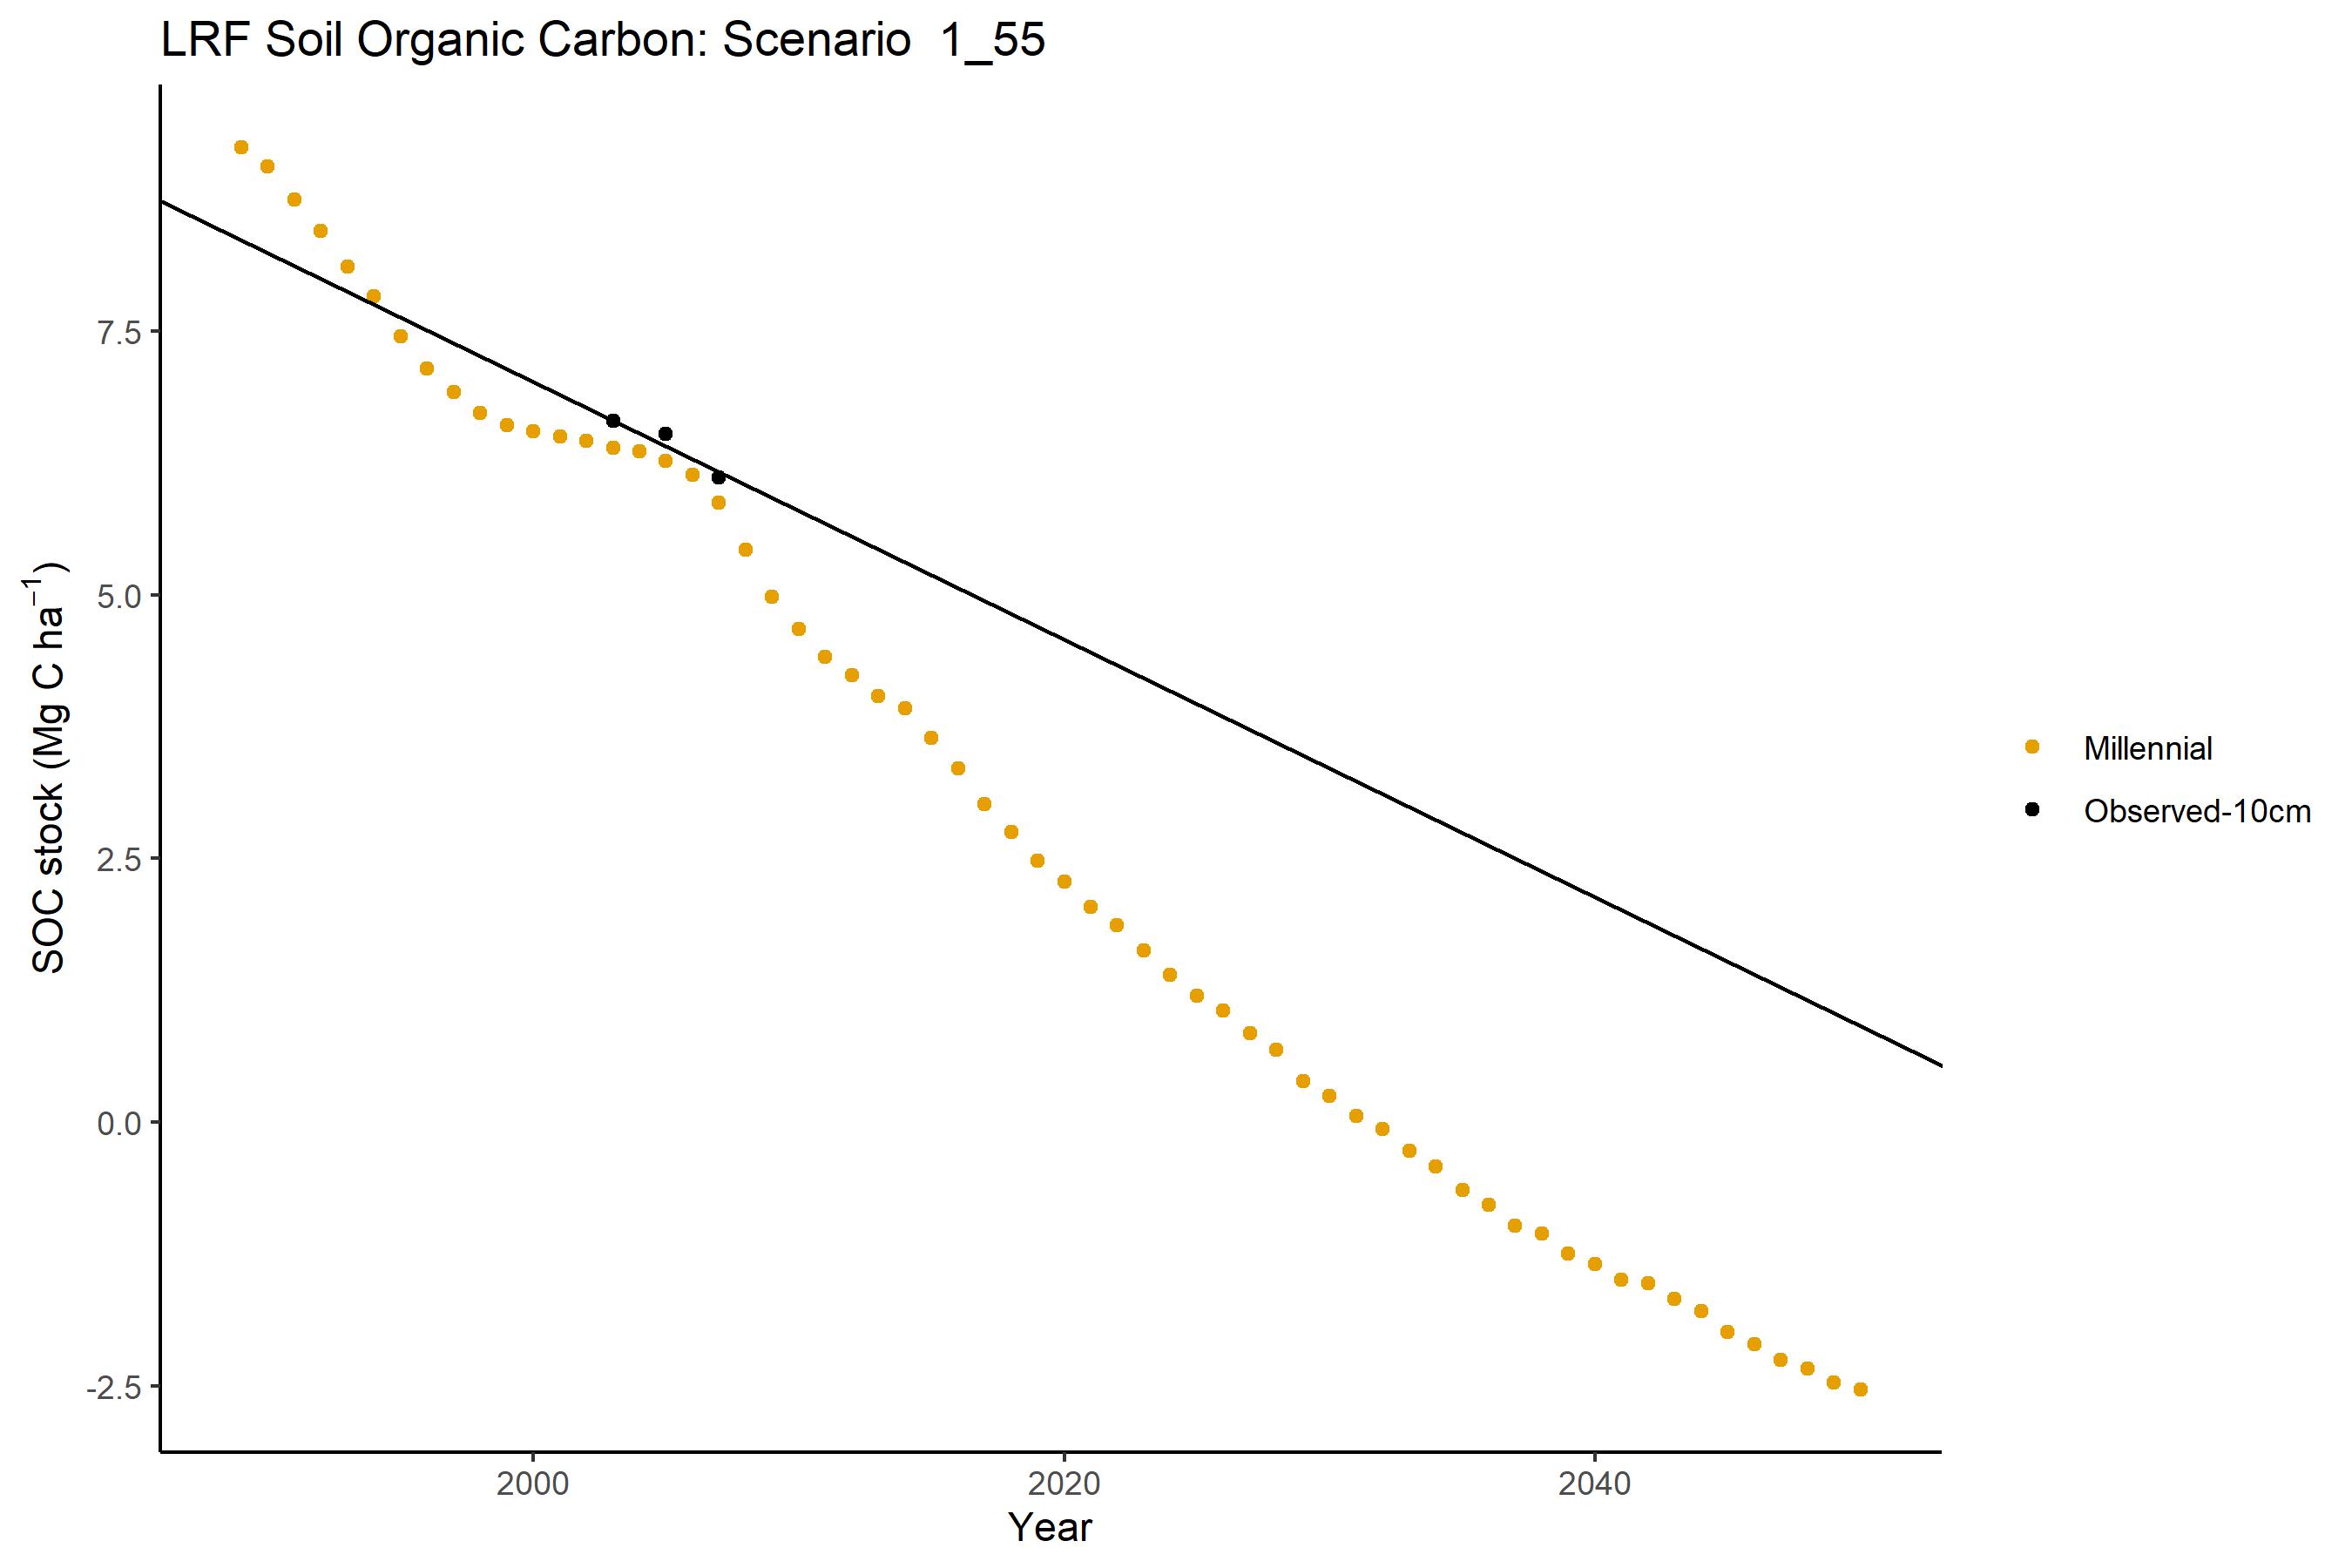 LRF Soil Organic Carbon: Scenario  1_55
SOC stock (Mg C ha⁻¹)
7.5
5.0
2.5
0.0
-2.5
2000
2020
2040
Year
Millennial
Observed-10cm